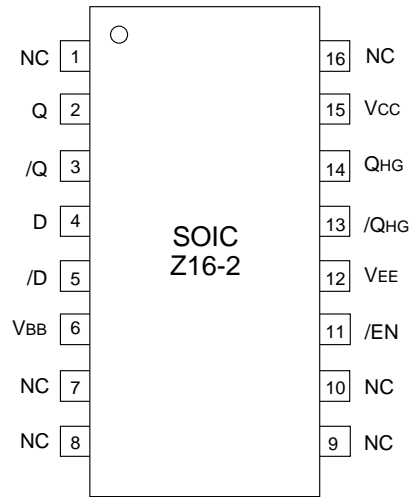 NC 1 16 NC
Q 2 15 VCC
/Q 3 14 QHG
D 4 13 /QHG
SOIC
Z16-2
/D 5 12 VEE
VBB 6 11 /EN
NC 7 10 NC
NC 8 9 NC